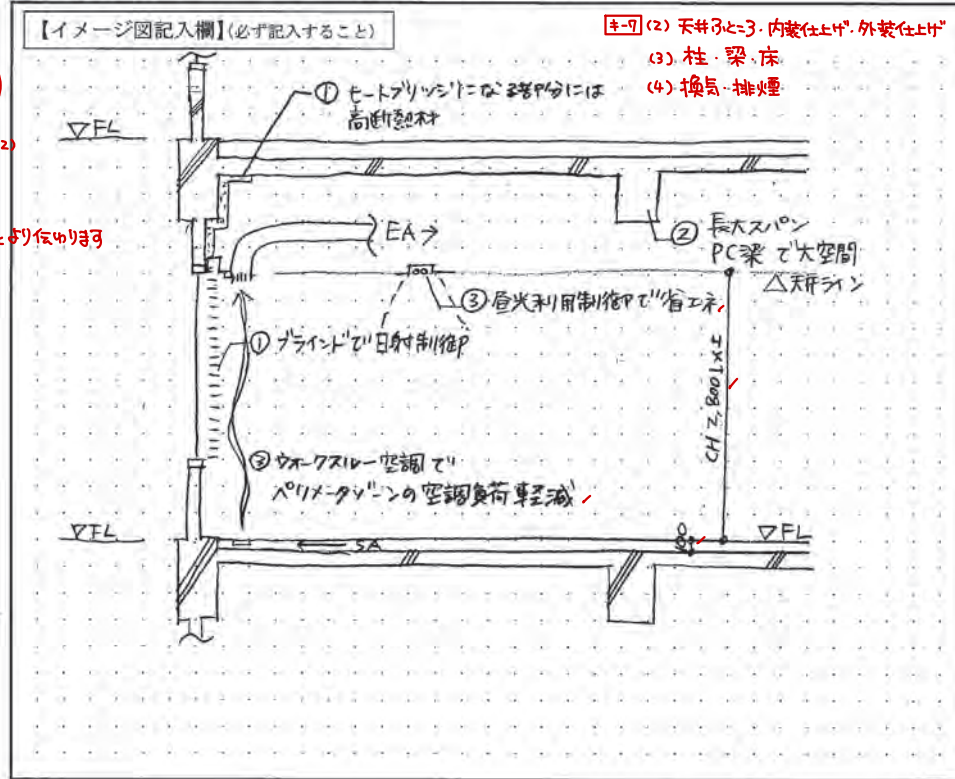 【イメージ図記入欄】(必ず記入すること)
キーワ(2) 天井ふところ・内装仕上げ・外装仕上げ
(3) 柱・梁・床
(4) 換気・排煙
2)
より伝わります
① ヒートブリッジになる部分には
高断熱材
▽FL
EA→
② 長大スパン
PC梁で大空間
△天井ライン
③ 昼光利用制御で省エネ
① ブラインドで日射制御
CH≧2800以上
③ ウォークスルー空調で
ペリメータゾーンの空調負荷軽減
▽FL
SA
100
▽FL